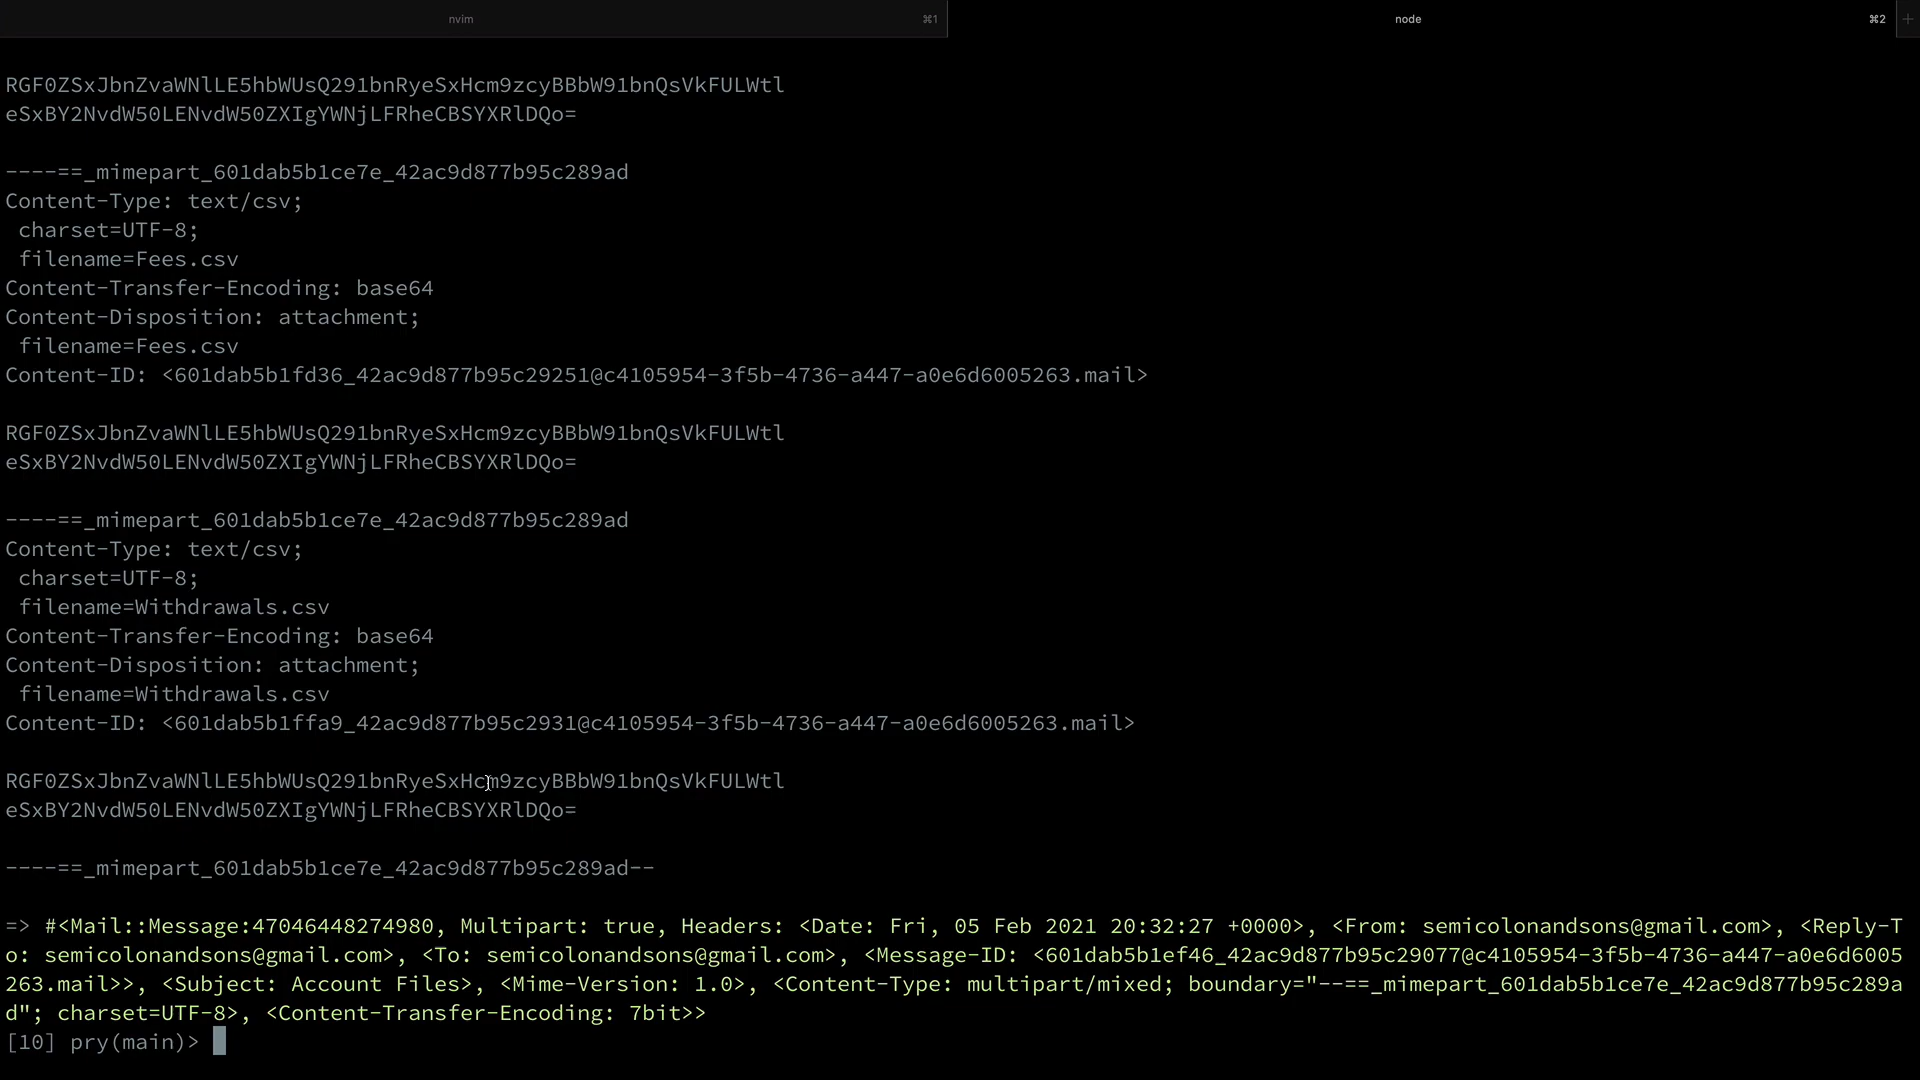 nvim ⌘1 node ⌘2 +
RGF0ZSxJbnZvaWNlLE5hbWUsQ291bnRyeSxHcm9zcyBBbW91bnQsVkFULWtl
eSxBY2NvdW50LENvdW50ZXIgYWNjLFRheCBSYXRlDQo=
----==_mimepart_601dab5b1ce7e_42ac9d877b95c289ad
Content-Type: text/csv;
 charset=UTF-8;
 filename=Fees.csv
Content-Transfer-Encoding: base64
Content-Disposition: attachment;
 filename=Fees.csv
Content-ID: <601dab5b1fd36_42ac9d877b95c29251@c4105954-3f5b-4736-a447-a0e6d6005263.mail>
RGF0ZSxJbnZvaWNlLE5hbWUsQ291bnRyeSxHcm9zcyBBbW91bnQsVkFULWtl
eSxBY2NvdW50LENvdW50ZXIgYWNjLFRheCBSYXRlDQo=
----==_mimepart_601dab5b1ce7e_42ac9d877b95c289ad
Content-Type: text/csv;
 charset=UTF-8;
 filename=Withdrawals.csv
Content-Transfer-Encoding: base64
Content-Disposition: attachment;
 filename=Withdrawals.csv
Content-ID: <601dab5b1ffa9_42ac9d877b95c2931@c4105954-3f5b-4736-a447-a0e6d6005263.mail>
RGF0ZSxJbnZvaWNlLE5hbWUsQ291bnRyeSxHcm9zcyBBbW91bnQsVkFULWtl
eSxBY2NvdW50LENvdW50ZXIgYWNjLFRheCBSYXRlDQo=
----==_mimepart_601dab5b1ce7e_42ac9d877b95c289ad--
=> #<Mail::Message:47046448274980, Multipart: true, Headers: <Date: Fri, 05 Feb 2021 20:32:27 +0000>, <From: semicolonandsons@gmail.com>, <Reply-T
o: semicolonandsons@gmail.com>, <To: semicolonandsons@gmail.com>, <Message-ID: <601dab5b1ef46_42ac9d877b95c29077@c4105954-3f5b-4736-a447-a0e6d6005
263.mail>>, <Subject: Account Files>, <Mime-Version: 1.0>, <Content-Type: multipart/mixed; boundary="--==_mimepart_601dab5b1ce7e_42ac9d877b95c289a
d"; charset=UTF-8>, <Content-Transfer-Encoding: 7bit>>
[10] pry(main)>